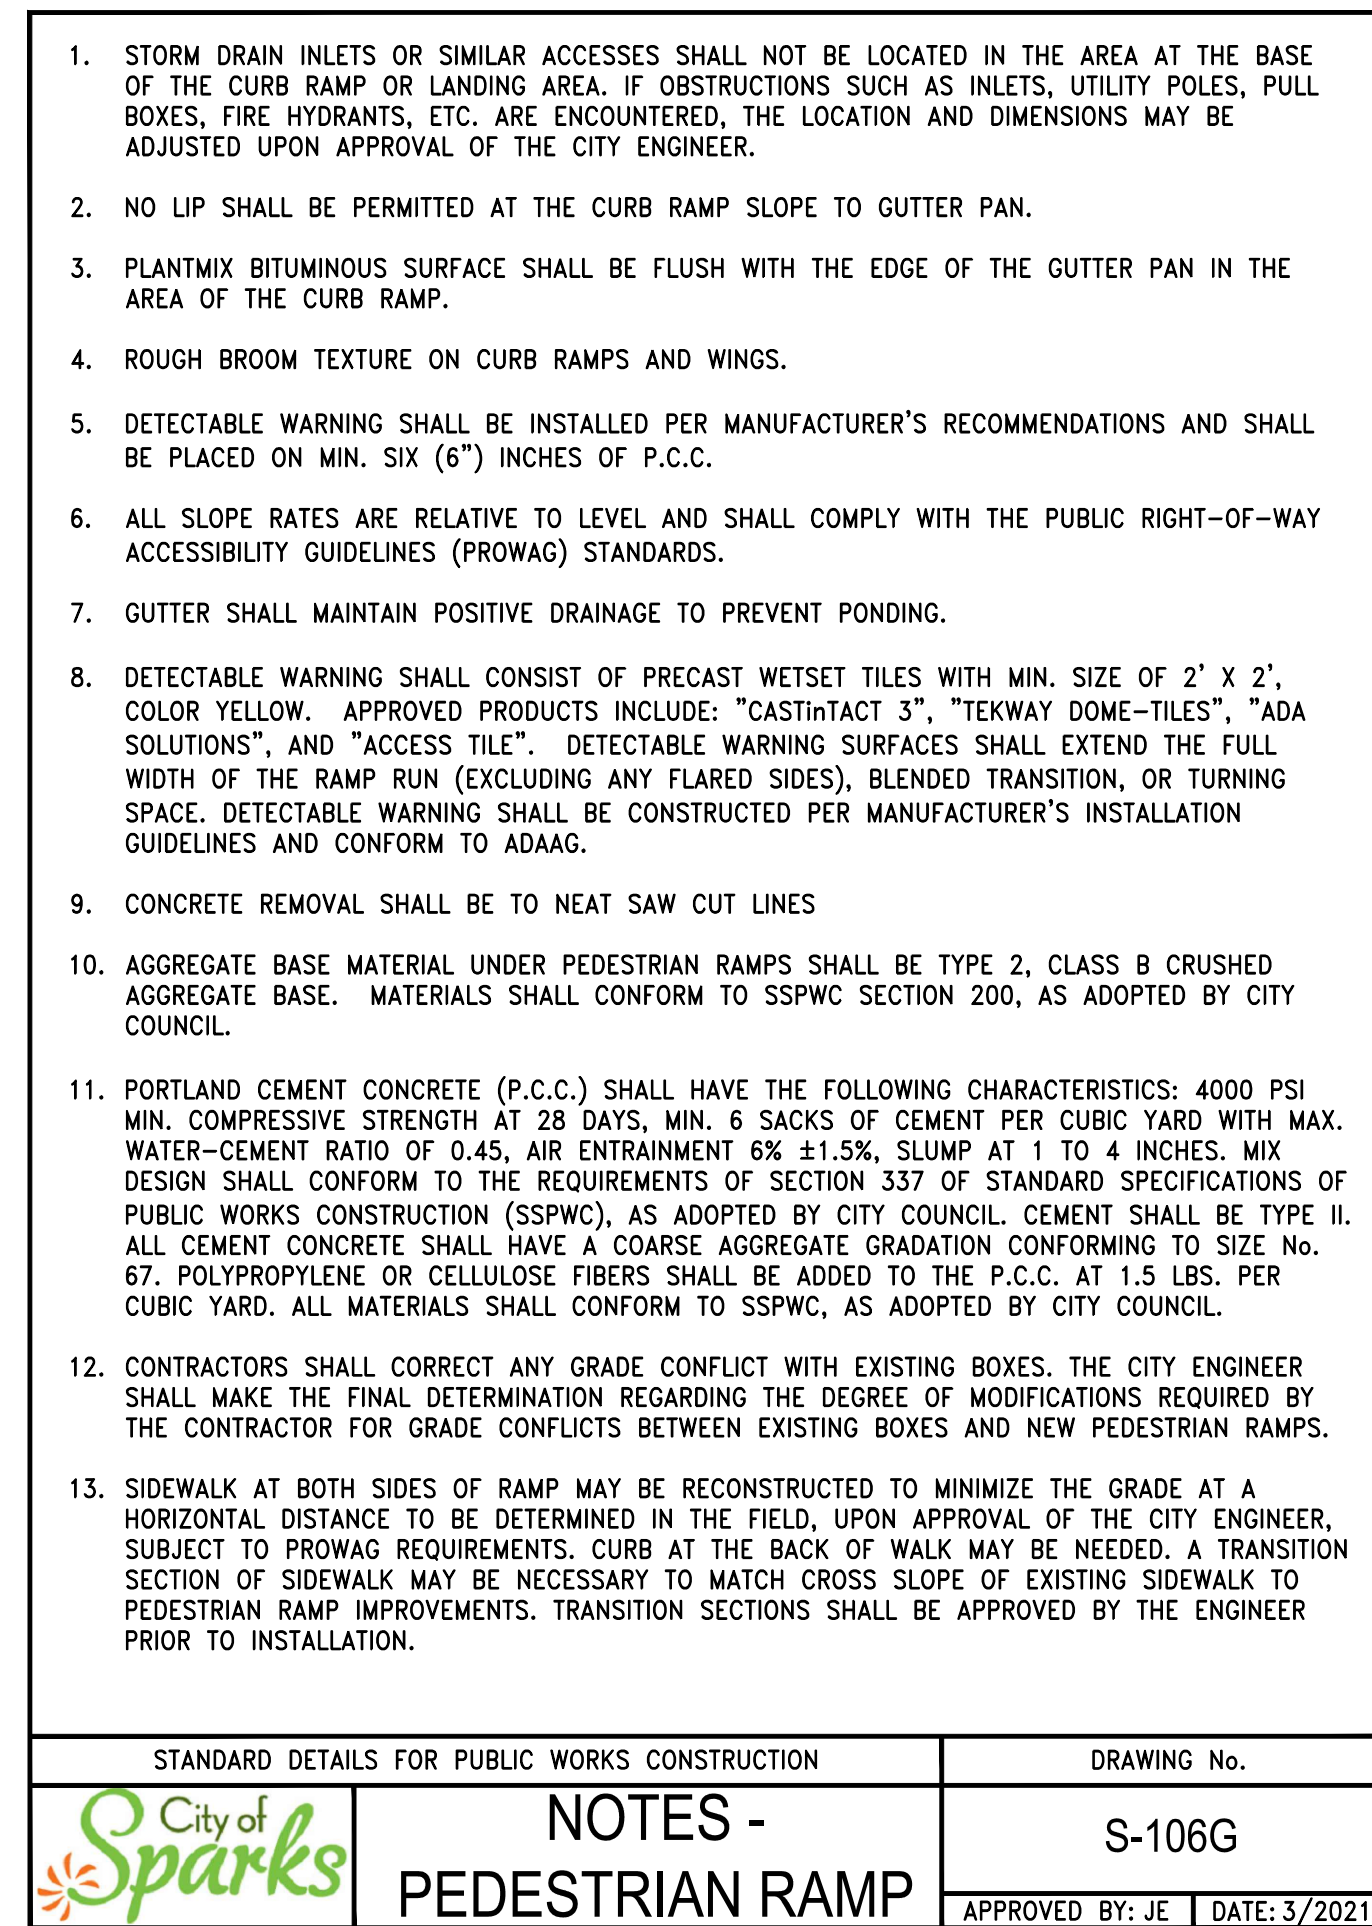 1. STORM DRAIN INLETS OR SIMILAR ACCESSES SHALL NOT BE LOCATED IN THE AREA AT THE BASE
OF THE CURB RAMP OR LANDING AREA. IF OBSTRUCTIONS SUCH AS INLETS, UTILITY POLES, PULL
BOXES, FIRE HYDRANTS, ETC. ARE ENCOUNTERED, THE LOCATION AND DIMENSIONS MAY BE
ADJUSTED UPON APPROVAL OF THE CITY ENGINEER.
2. NO LIP SHALL BE PERMITTED AT THE CURB RAMP SLOPE TO GUTTER PAN.
3. PLANTMIX BITUMINOUS SURFACE SHALL BE FLUSH WITH THE EDGE OF THE GUTTER PAN IN THE
AREA OF THE CURB RAMP.
4. ROUGH BROOM TEXTURE ON CURB RAMPS AND WINGS.
5. DETECTABLE WARNING SHALL BE INSTALLED PER MANUFACTURER'S RECOMMENDATIONS AND SHALL
BE PLACED ON MIN. SIX (6") INCHES OF P.C.C.
6. ALL SLOPE RATES ARE RELATIVE TO LEVEL AND SHALL COMPLY WITH THE PUBLIC RIGHT-OF-WAY
ACCESSIBILITY GUIDELINES (PROWAG) STANDARDS.
7. GUTTER SHALL MAINTAIN POSITIVE DRAINAGE TO PREVENT PONDING.
8. DETECTABLE WARNING SHALL CONSIST OF PRECAST WETSET TILES WITH MIN. SIZE OF 2' X 2',
COLOR YELLOW. APPROVED PRODUCTS INCLUDE: "CASTinTACT 3", "TEKWAY DOME-TILES", "ADA
SOLUTIONS", AND "ACCESS TILE". DETECTABLE WARNING SURFACES SHALL EXTEND THE FULL
WIDTH OF THE RAMP RUN (EXCLUDING ANY FLARED SIDES), BLENDED TRANSITION, OR TURNING
SPACE. DETECTABLE WARNING SHALL BE CONSTRUCTED PER MANUFACTURER'S INSTALLATION
GUIDELINES AND CONFORM TO ADAAG.
9. CONCRETE REMOVAL SHALL BE TO NEAT SAW CUT LINES
10. AGGREGATE BASE MATERIAL UNDER PEDESTRIAN RAMPS SHALL BE TYPE 2, CLASS B CRUSHED
AGGREGATE BASE. MATERIALS SHALL CONFORM TO SSPWC SECTION 200, AS ADOPTED BY CITY
COUNCIL.
11. PORTLAND CEMENT CONCRETE (P.C.C.) SHALL HAVE THE FOLLOWING CHARACTERISTICS: 4000 PSI
MIN. COMPRESSIVE STRENGTH AT 28 DAYS, MIN. 6 SACKS OF CEMENT PER CUBIC YARD WITH MAX.
WATER-CEMENT RATIO OF 0.45, AIR ENTRAINMENT 6% ±1.5%, SLUMP AT 1 TO 4 INCHES. MIX
DESIGN SHALL CONFORM TO THE REQUIREMENTS OF SECTION 337 OF STANDARD SPECIFICATIONS OF
PUBLIC WORKS CONSTRUCTION (SSPWC), AS ADOPTED BY CITY COUNCIL. CEMENT SHALL BE TYPE II.
ALL CEMENT CONCRETE SHALL HAVE A COARSE AGGREGATE GRADATION CONFORMING TO SIZE No.
67. POLYPROPYLENE OR CELLULOSE FIBERS SHALL BE ADDED TO THE P.C.C. AT 1.5 LBS. PER
CUBIC YARD. ALL MATERIALS SHALL CONFORM TO SSPWC, AS ADOPTED BY CITY COUNCIL.
12. CONTRACTORS SHALL CORRECT ANY GRADE CONFLICT WITH EXISTING BOXES. THE CITY ENGINEER
SHALL MAKE THE FINAL DETERMINATION REGARDING THE DEGREE OF MODIFICATIONS REQUIRED BY
THE CONTRACTOR FOR GRADE CONFLICTS BETWEEN EXISTING BOXES AND NEW PEDESTRIAN RAMPS.
13. SIDEWALK AT BOTH SIDES OF RAMP MAY BE RECONSTRUCTED TO MINIMIZE THE GRADE AT A
HORIZONTAL DISTANCE TO BE DETERMINED IN THE FIELD, UPON APPROVAL OF THE CITY ENGINEER,
SUBJECT TO PROWAG REQUIREMENTS. CURB AT THE BACK OF WALK MAY BE NEEDED. A TRANSITION
SECTION OF SIDEWALK MAY BE NECESSARY TO MATCH CROSS SLOPE OF EXISTING SIDEWALK TO
PEDESTRIAN RAMP IMPROVEMENTS. TRANSITION SECTIONS SHALL BE APPROVED BY THE ENGINEER
PRIOR TO INSTALLATION.
STANDARD DETAILS FOR PUBLIC WORKS CONSTRUCTION
DRAWING No.
City of
Sparks
NOTES -
PEDESTRIAN RAMP
S-106G
APPROVED BY: JE
DATE: 3/2021